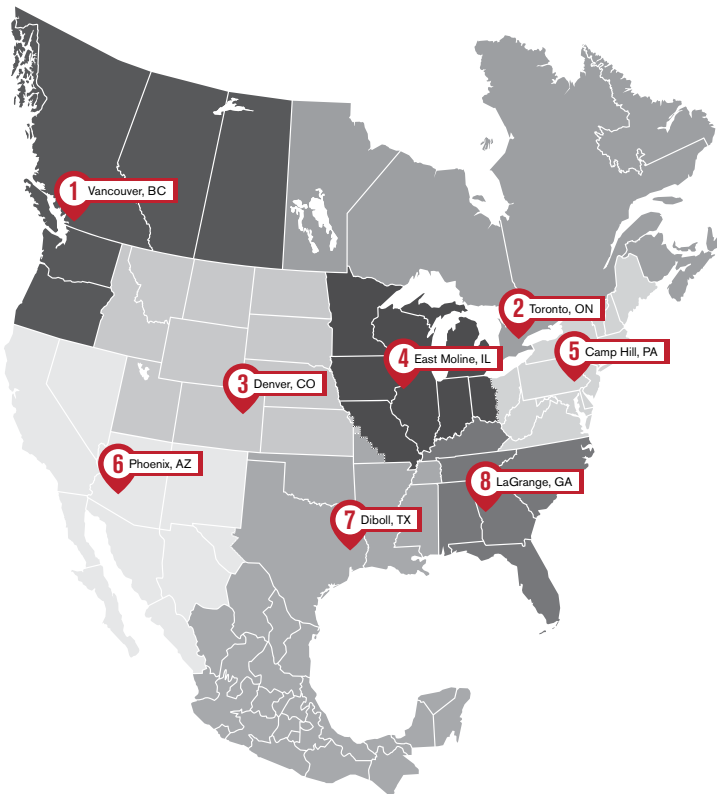 1 Vancouver, BC
2 Toronto, ON
3 Denver, CO
4 East Moline, IL
5 Camp Hill, PA
6 Phoenix, AZ
7 Diboll, TX
8 LaGrange, GA